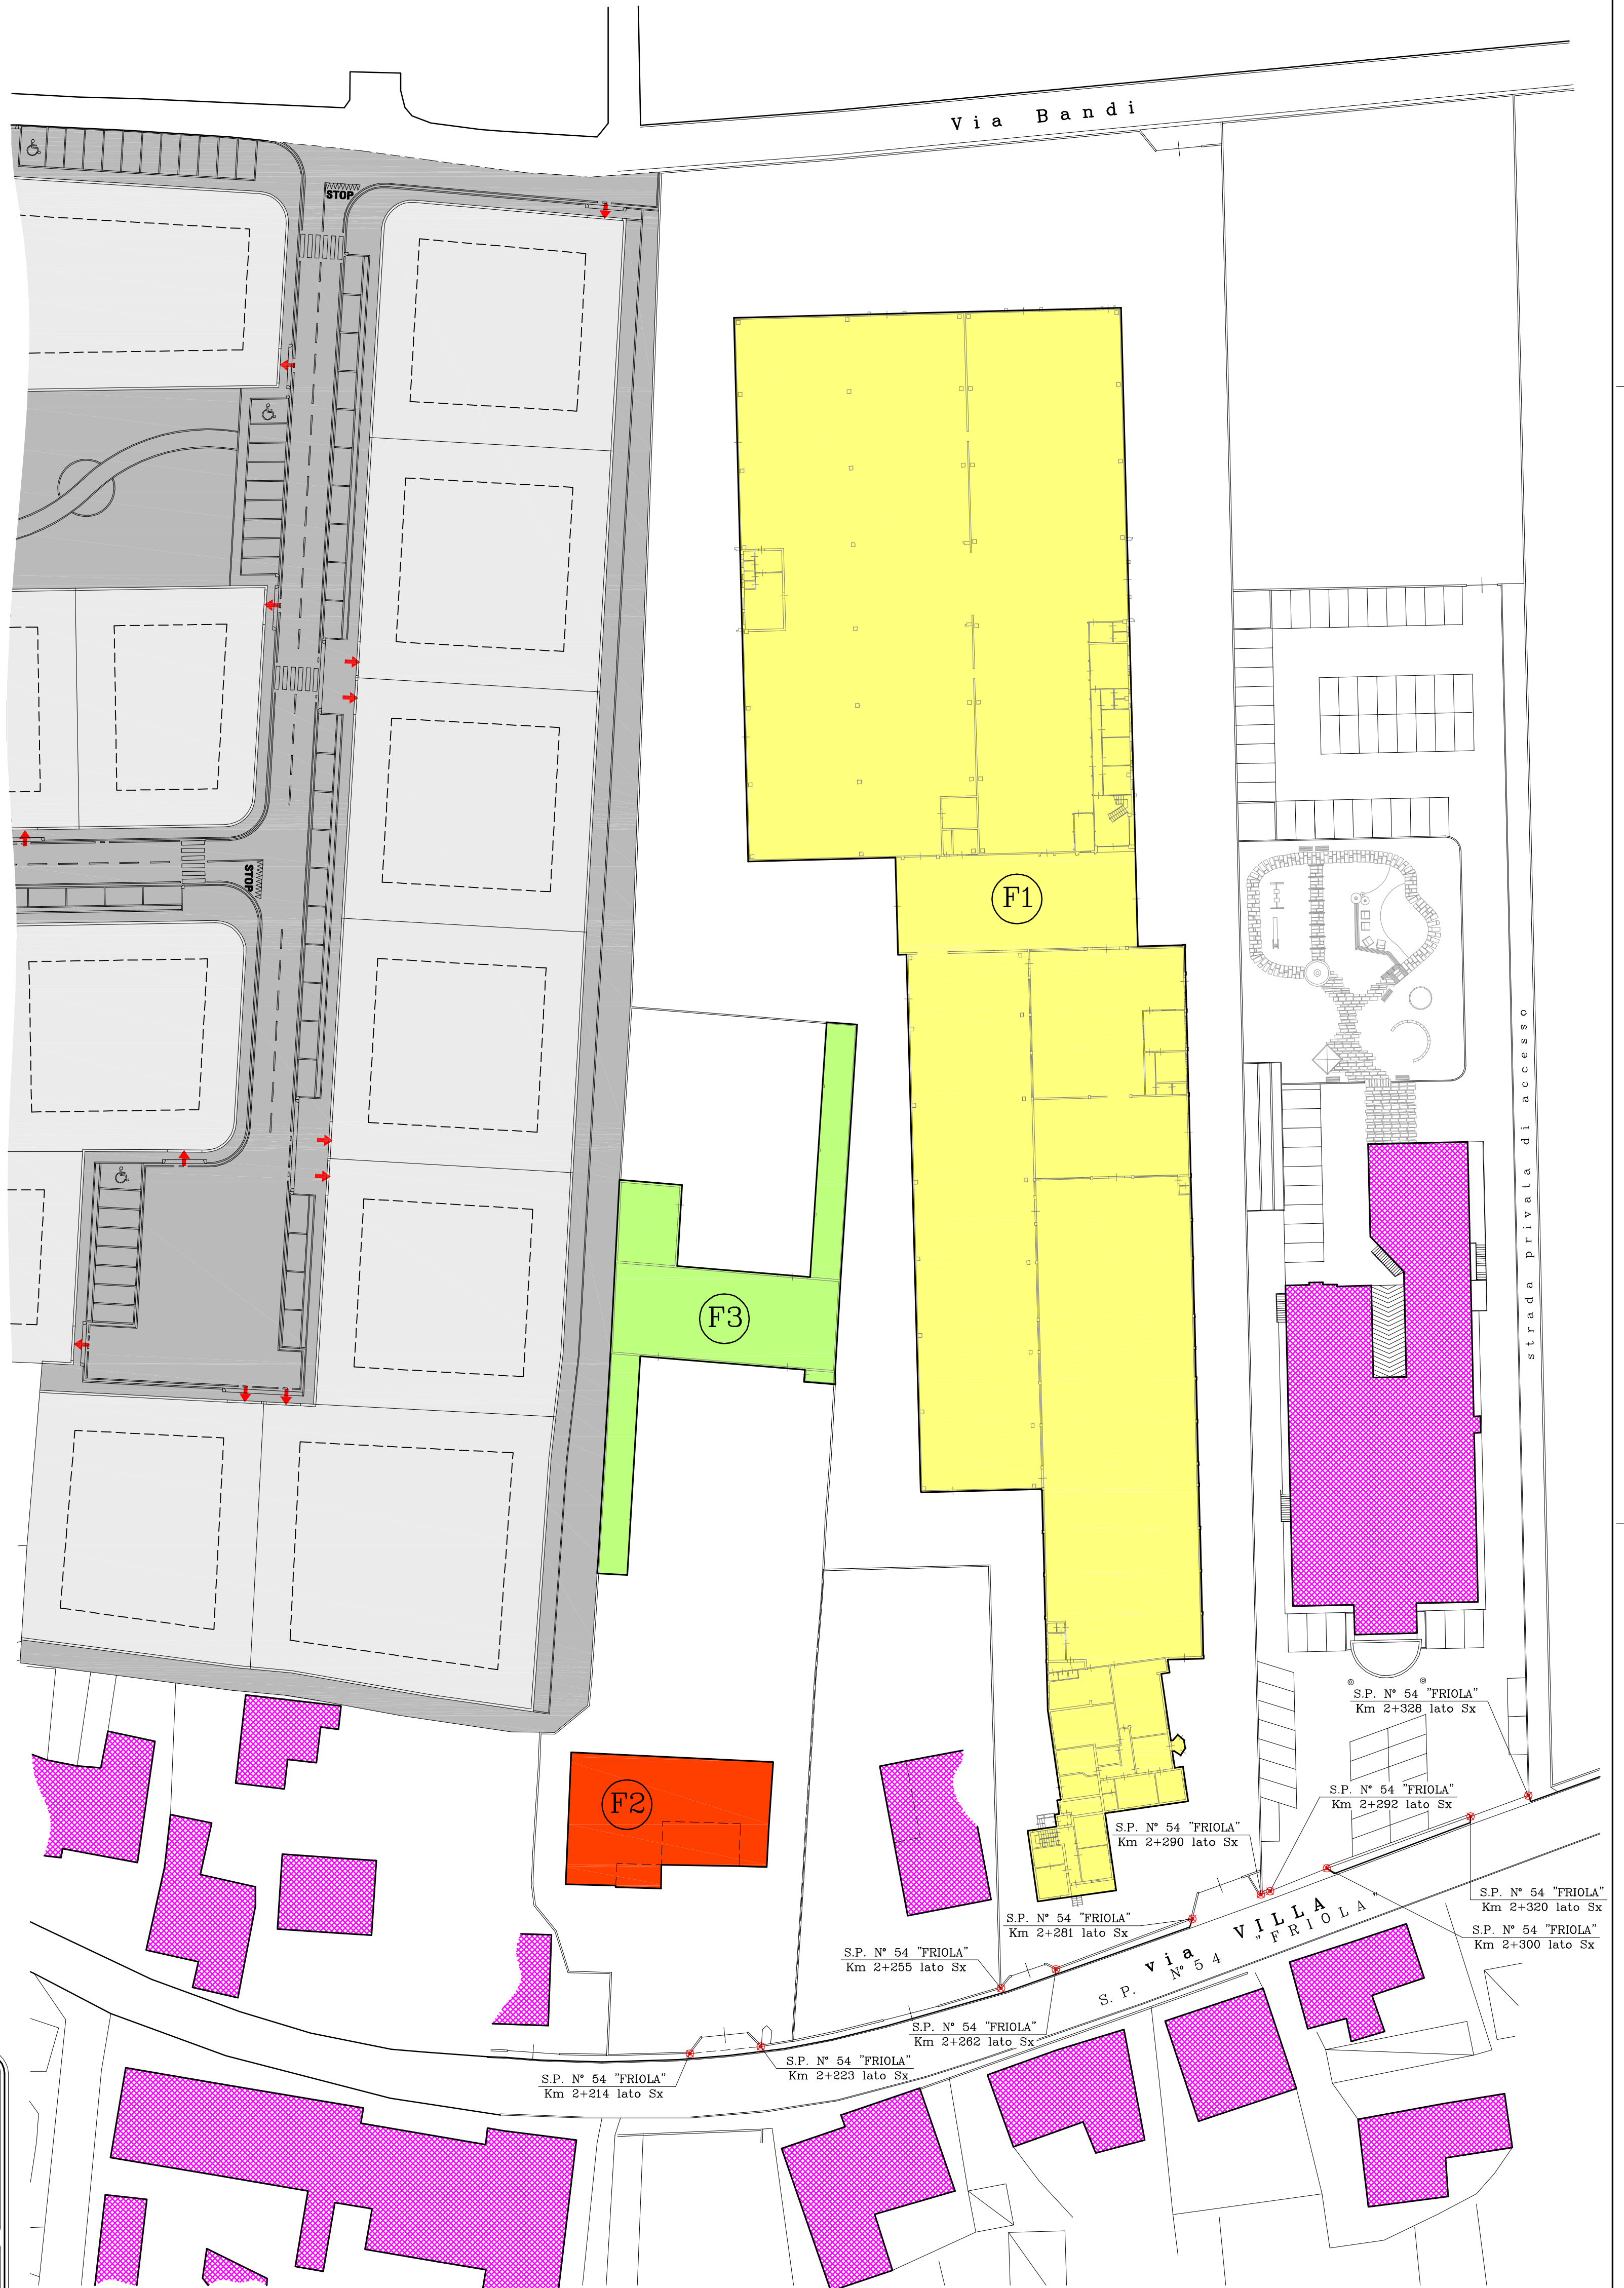 Via Bandi
STOP
STOP
F1
strada privata di accesso
F3
S.P. N° 54 "FRIOLA"
Km 2+328 lato Sx
F2
S.P. N° 54 "FRIOLA"
Km 2+292 lato Sx
S.P. N° 54 "FRIOLA"
Km 2+290 lato Sx
S.P. N° 54 "FRIOLA"
Km 2+320 lato Sx
S.P. N° 54 "FRIOLA"
Km 2+281 lato Sx
via VILLA
S.P. N° 54 "FRIOLA"
S.P. N° 54 "FRIOLA"
Km 2+300 lato Sx
S.P. N° 54 "FRIOLA"
Km 2+255 lato Sx
S.P. N° 54 "FRIOLA"
Km 2+262 lato Sx
S.P. N° 54 "FRIOLA"
Km 2+223 lato Sx
S.P. N° 54 "FRIOLA"
Km 2+214 lato Sx